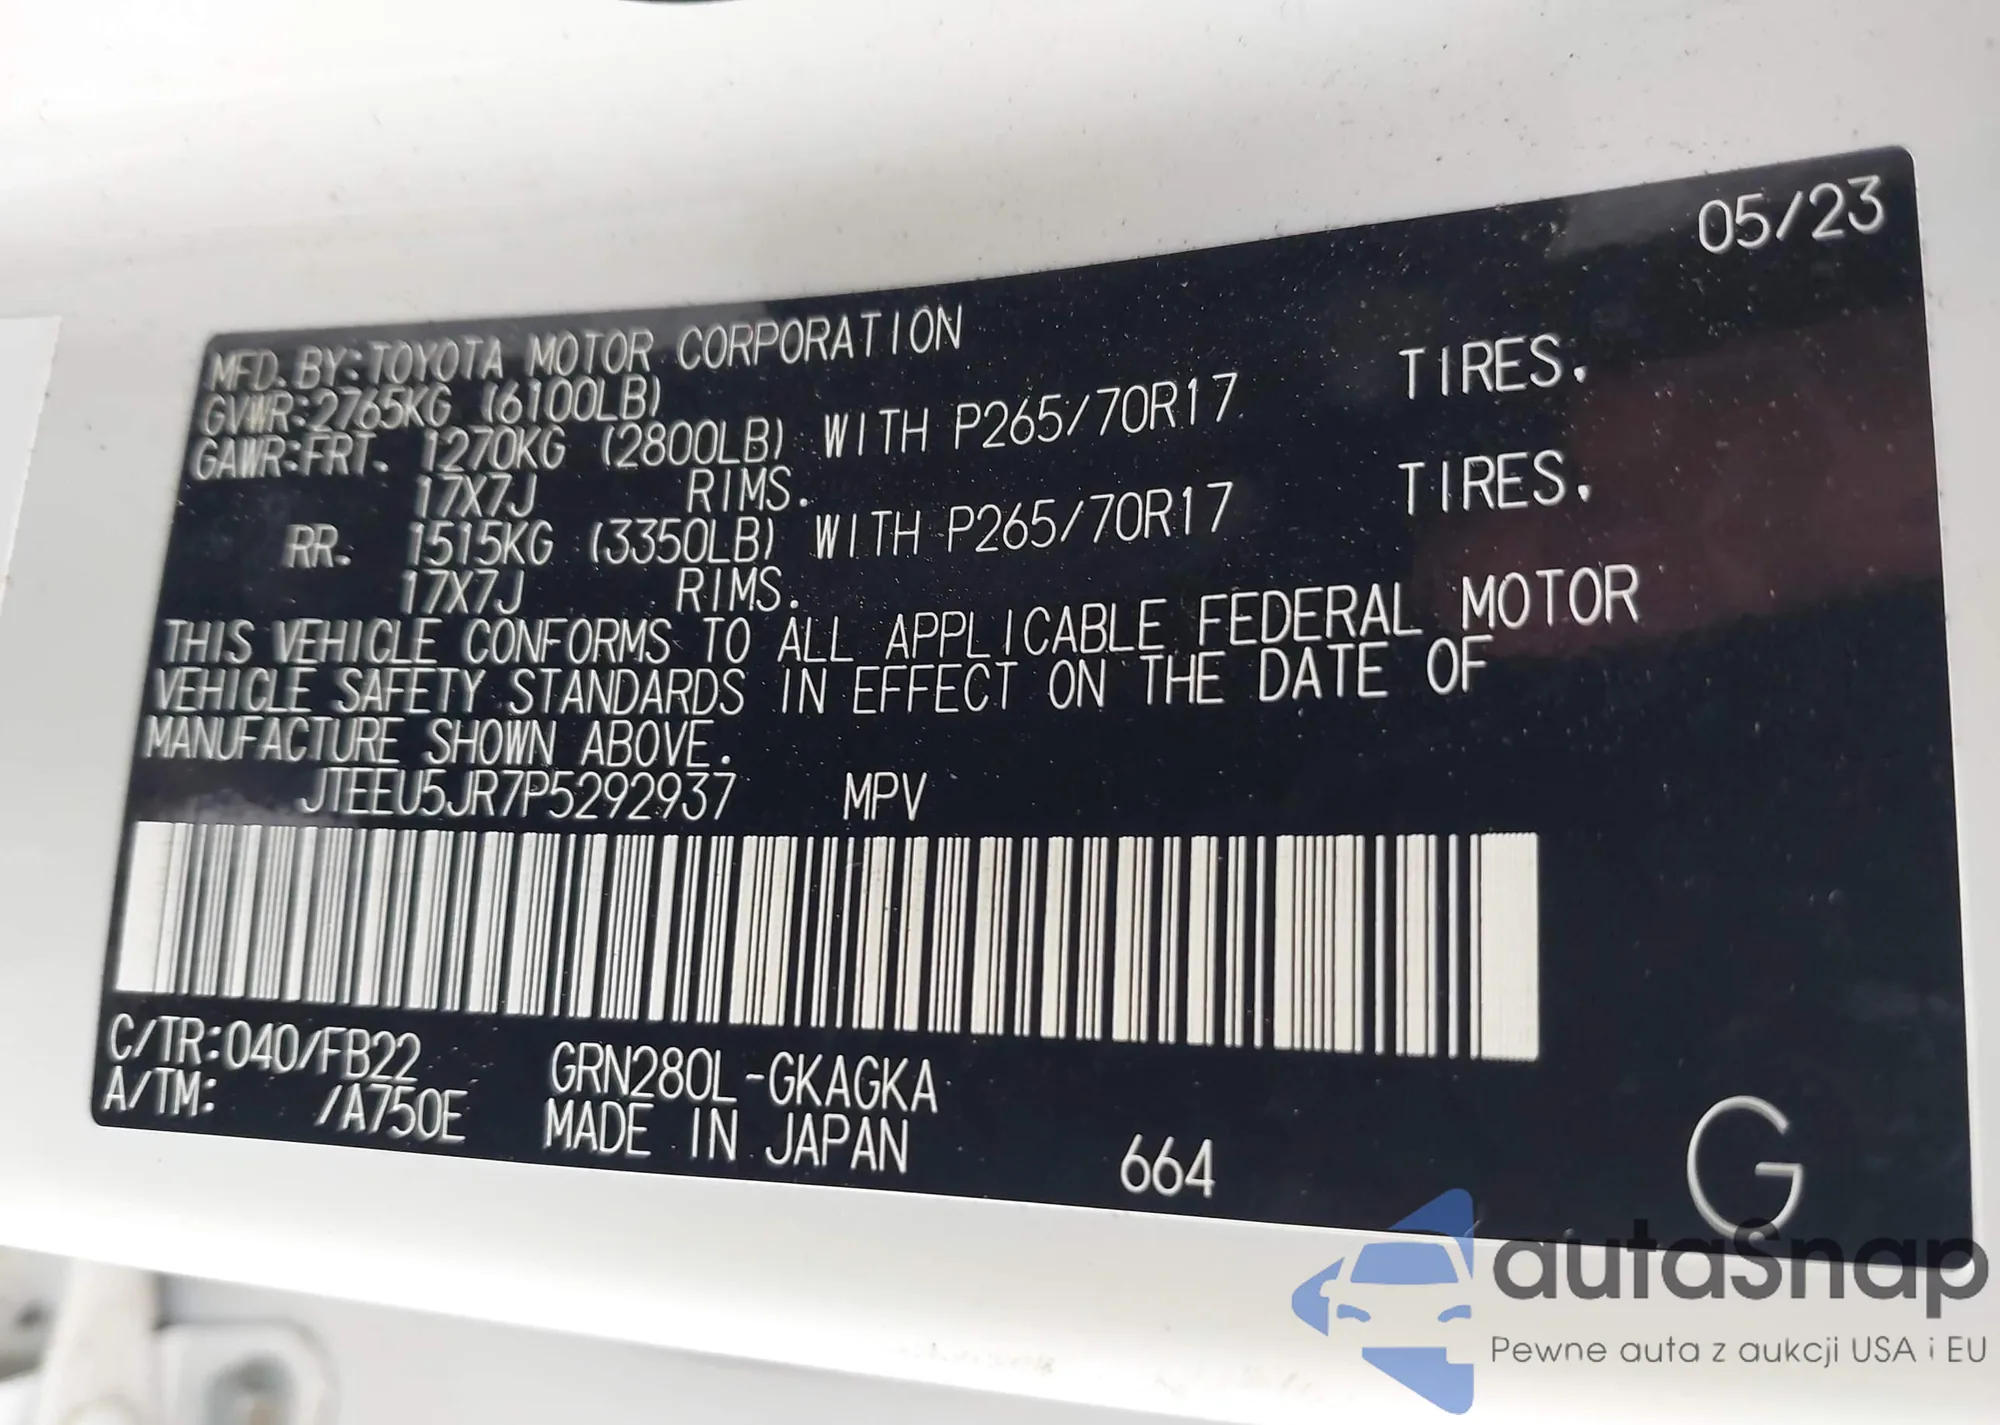 05/23
MFD. BY: TOYOTA MOTOR CORPORATION
GVWR: 2765KG (6100LB)
GAWR: FRT. 1270KG (2800LB) WITH P265/70R17 TIRES,
17X7J RIMS.
RR. 1515KG (3350LB) WITH P265/70R17 TIRES,
17X7J RIMS.
THIS VEHICLE CONFORMS TO ALL APPLICABLE FEDERAL MOTOR
VEHICLE SAFETY STANDARDS IN EFFECT ON THE DATE OF
MANUFACTURE SHOWN ABOVE.
JTEEU5JR7P5292937 MPV
C/TR: 040/FB22 GRN280L-GKAGKA
A/TM: /A750E MADE IN JAPAN 664 G
autaSnap
Pewne auta z aukcji USA i EU